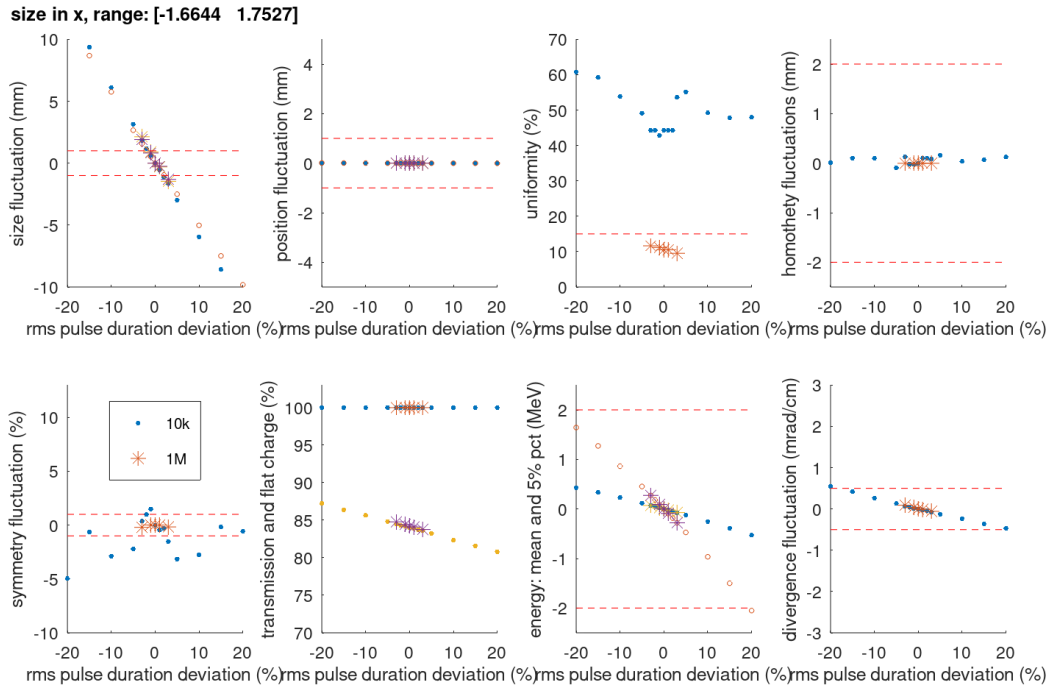 size in x, range: [-1.6644 1.7527]
size fluctuation (mm)
10
5
0
-5
-10
-20 -10 0 10 20
rms pulse duration deviation (%)
position fluctuation (mm)
4
2
0
-2
-4
-20 -10 0 10 20
rms pulse duration deviation (%)
uniformity (%)
70
60
50
40
30
20
10
0
-20 -10 0 10 20
rms pulse duration deviation (%)
homothety fluctuations (mm)
2
1
0
-1
-2
-20 -10 0 10 20
rms pulse duration deviation (%)
symmetry fluctuation (%)
10
5
0
-5
-10
10k
1M
-20 -10 0 10 20
rms pulse duration deviation (%)
transmission and flat charge (%)
100
95
90
85
80
75
70
-20 -10 0 10 20
rms pulse duration deviation (%)
energy: mean and 5% pct (MeV)
2
1
0
-1
-2
-20 -10 0 10 20
rms pulse duration deviation (%)
divergence fluctuation (mrad/cm)
3
2
1
0
-1
-2
-3
-20 -10 0 10 20
rms pulse duration deviation (%)